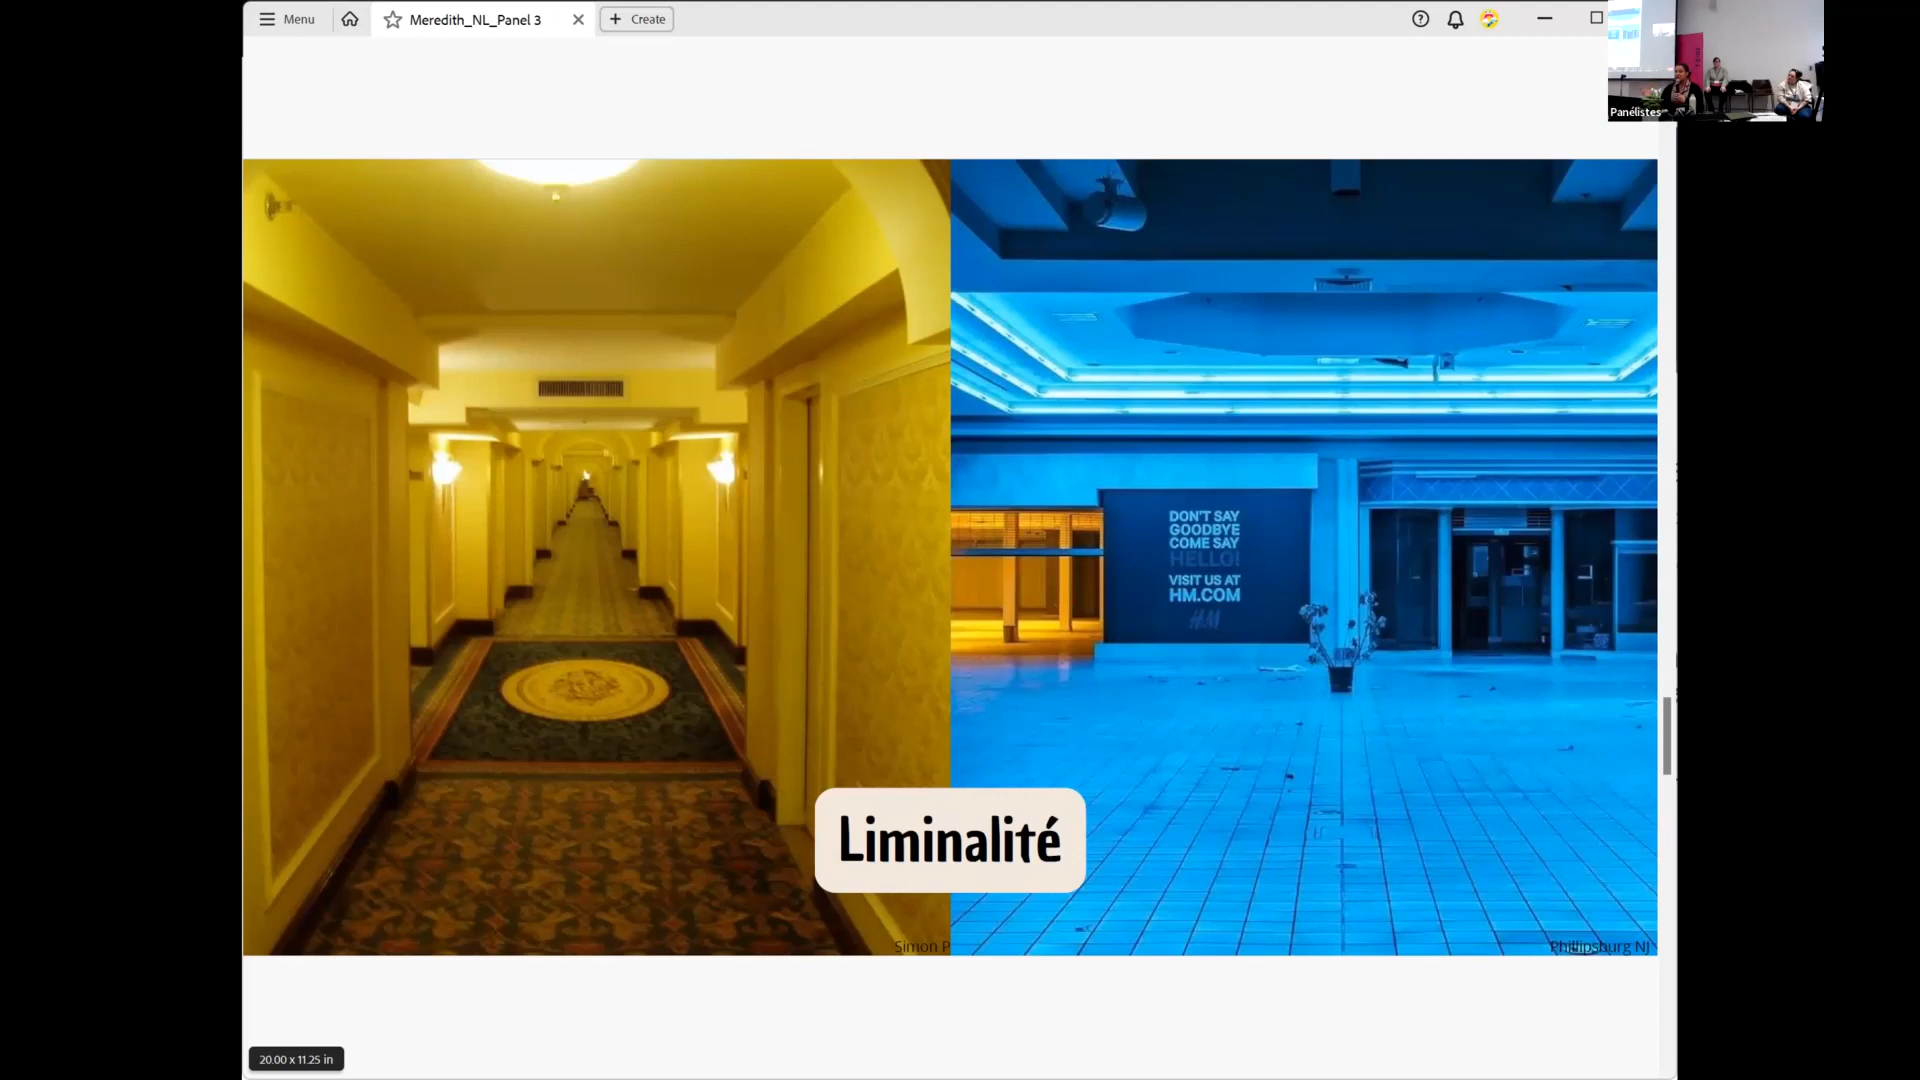 Menu
Meredith_NL_Panel 3
Create
Panélistes
DON'T SAY
GOODBYE
COME SAY
HELLO!
VISIT US AT
HM.COM
H&M
Liminalité
Simon P
Phillipsburg NJ
20.00 x 11.25 in